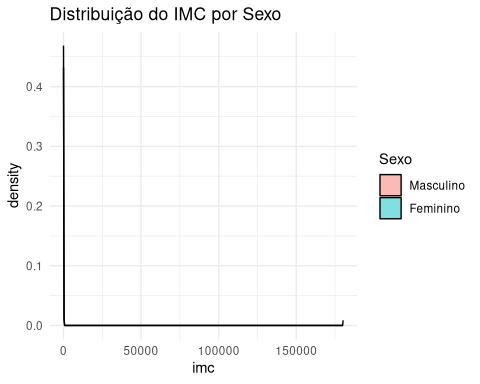 Distribuição do IMC por Sexo
0.4
0.3
0.2
0.1
0.0
density
0
50000
100000
150000
imc
Sexo
Masculino
Feminino